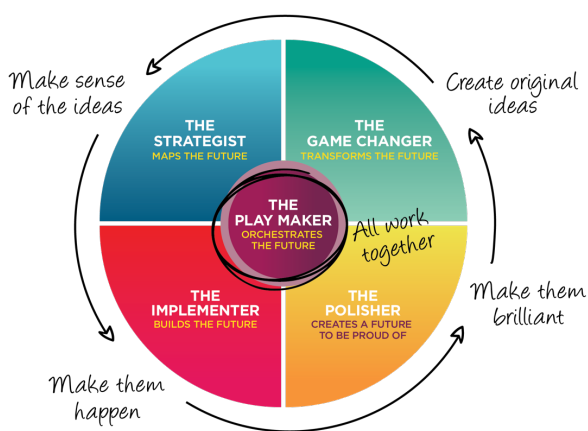 Make sense
of the ideas
Create original
ideas
THE
STRATEGIST
MAPS THE FUTURE
THE
GAME CHANGER
TRANSFORMS THE FUTURE
THE
PLAY MAKER
ORCHESTRATES
THE FUTURE
All work
together
THE
IMPLEMENTER
BUILDS THE FUTURE
THE
POLISHER
CREATES A FUTURE
TO BE PROUD OF
Make them
brilliant
Make them
happen